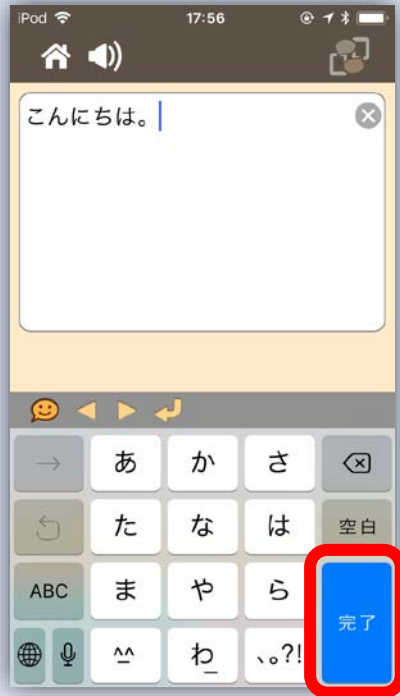 iPod 17:56
こんにちは。
→ あ か さ
た な は 空白
ABC ま や ら 完了
^^ わ_ 、。?!